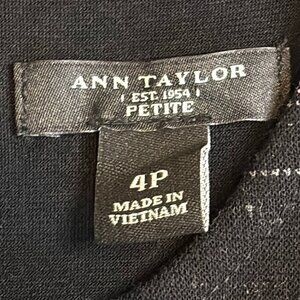 ANN TAYLOR
EST. 1954
PETITE
4P
MADE IN
VIETNAM